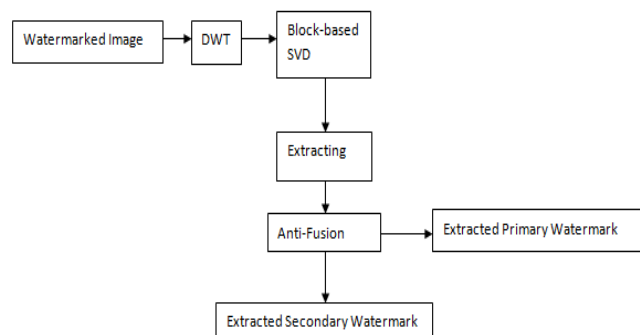 Watermarked Image
DWT
Block-based
SVD
Extracting
Anti-Fusion
Extracted Primary Watermark
Extracted Secondary Watermark